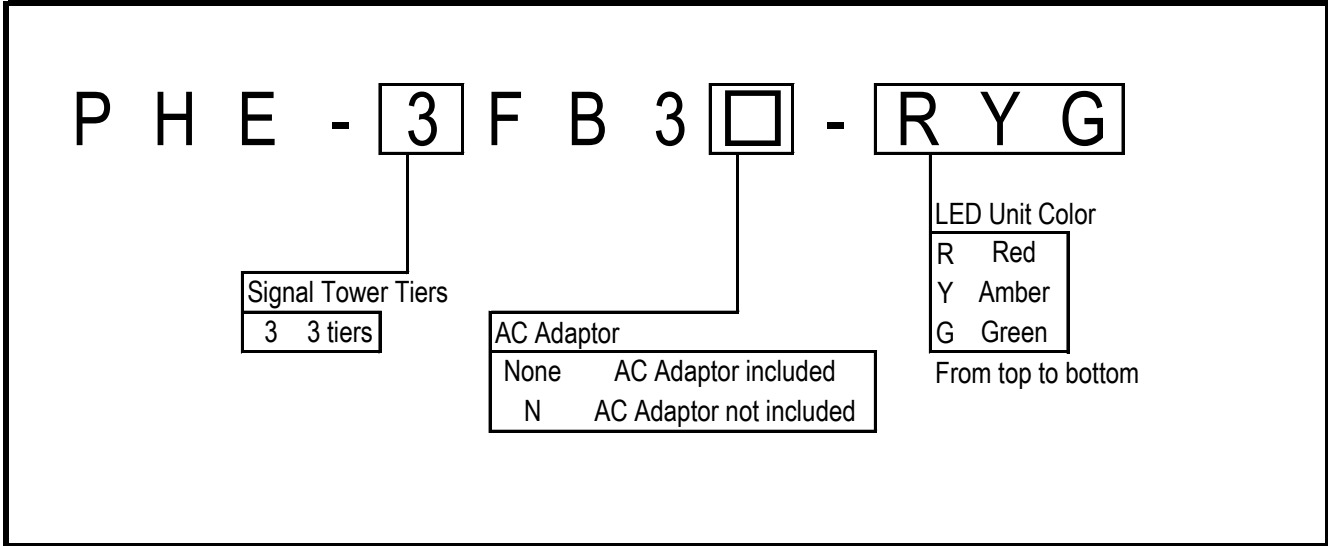 P H E - 3 F B 3 □ - R Y G
LED Unit Color
R Red
Y Amber
G Green
From top to bottom
Signal Tower Tiers
3 3 tiers
AC Adaptor
None AC Adaptor included
N AC Adaptor not included